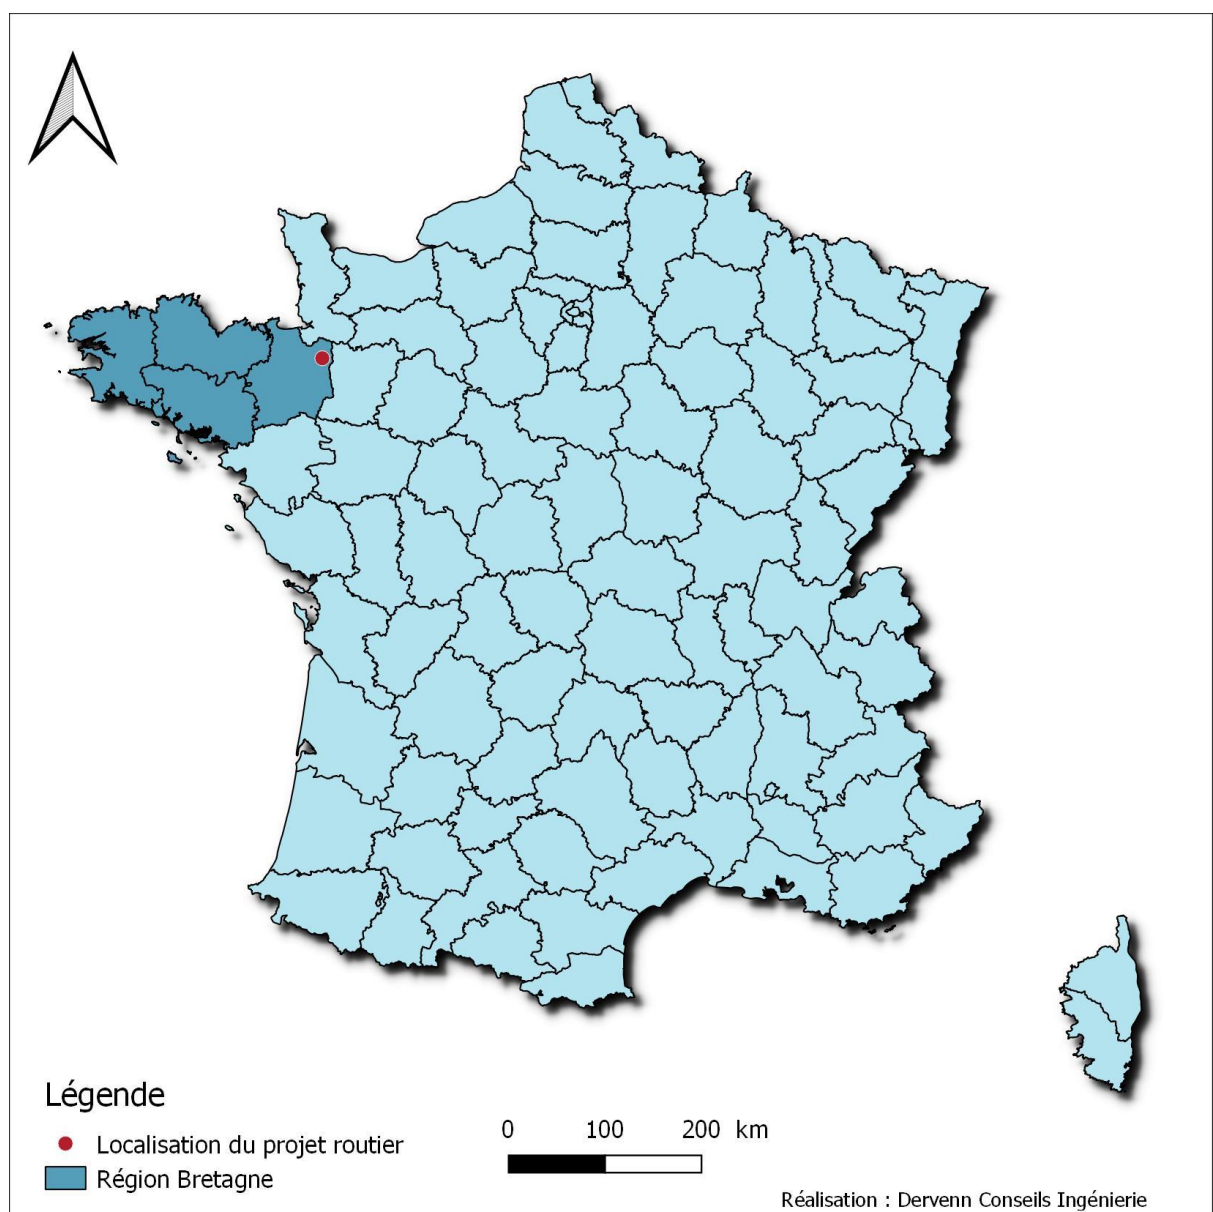 Légende
Localisation du projet routier
Région Bretagne
0 100 200 km
Réalisation : Dervenn Conseils Ingénierie